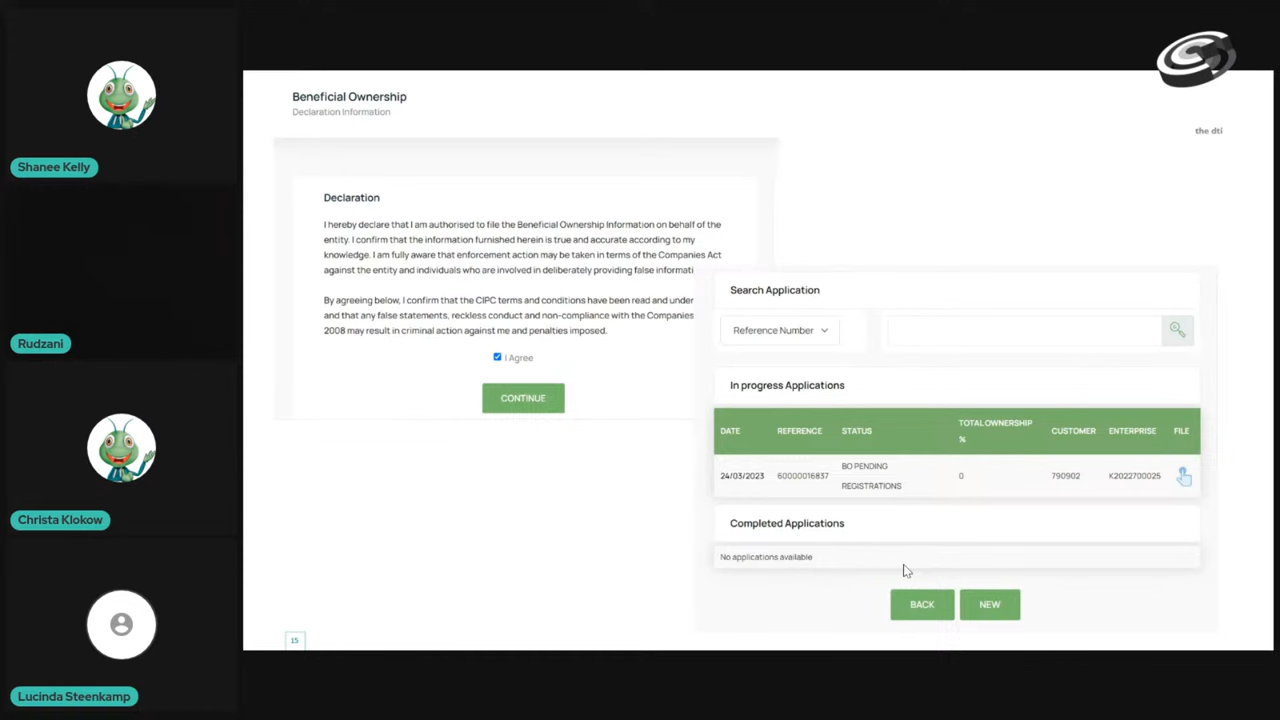 Shanee Kelly
Rudzani
Christa Klokow
Lucinda Steenkamp
the dti
Beneficial Ownership
Declaration Information
Declaration
I hereby declare that I am authorised to file the Beneficial Ownership Information on behalf of the
entity. I confirm that the information furnished herein is true and accurate according to my
knowledge. I am fully aware that enforcement action may be taken in terms of the Companies Act
against the entity and individuals who are involved in deliberately providing false informati
By agreeing below, I confirm that the CIPC terms and conditions have been read and under
and that any false statements, reckless conduct and non-compliance with the Companies
2008 may result in criminal action against me and penalties imposed.
I Agree
CONTINUE
Search Application
Reference Number
In progress Applications
DATE REFERENCE STATUS TOTAL OWNERSHIP % CUSTOMER ENTERPRISE FILE
24/03/2023 60000016837 BO PENDING REGISTRATIONS 0 790902 K2022700025
Completed Applications
No applications available
BACK NEW
15